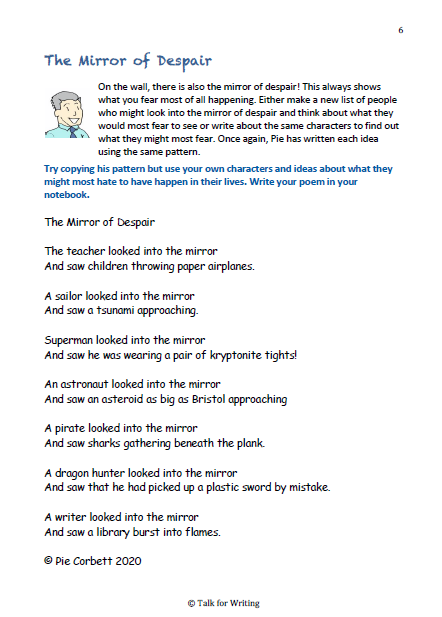 6
The Mirror of Despair
On the wall, there is also the mirror of despair! This always shows
what you fear most of all happening. Either make a new list of people
who might look into the mirror of despair and think about what they
would most fear to see or write about the same characters to find out
what they might most fear. Once again, Pie has written each idea
using the same pattern.
Try copying his pattern but use your own characters and ideas about what they
might most hate to have happen in their lives. Write your poem in your
notebook.
The Mirror of Despair
The teacher looked into the mirror
And saw children throwing paper airplanes.
A sailor looked into the mirror
And saw a tsunami approaching.
Superman looked into the mirror
And saw he was wearing a pair of kryptonite tights!
An astronaut looked into the mirror
And saw an asteroid as big as Bristol approaching
A pirate looked into the mirror
And saw sharks gathering beneath the plank.
A dragon hunter looked into the mirror
And saw that he had picked up a plastic sword by mistake.
A writer looked into the mirror
And saw a library burst into flames.
© Pie Corbett 2020
© Talk for Writing